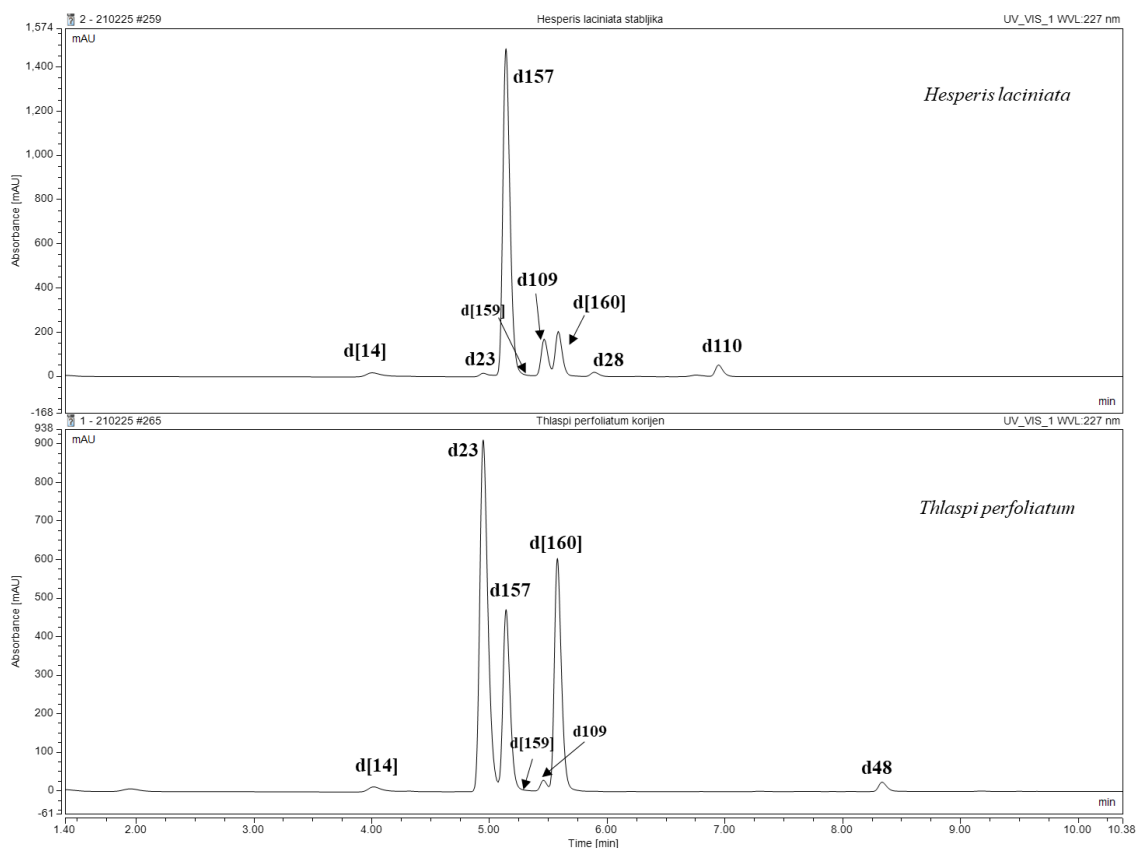 2 - 210225 #259 Hesperis laciniata stabljika UV_VIS_1 WVL:227 nm
1,574
mAU
1,400
1,200
1,000
800
600
400
200
0
-168
Absorbance [mAU]
Hesperis laciniata
d157
d109
d[159]
d[160]
d[14]
d23
d28
d110
min
1 - 210225 #265 Thlaspi perfoliatum korijen UV_VIS_1 WVL:227 nm
938
mAU
900
800
700
600
500
400
300
200
100
0
-61
Absorbance [mAU]
d23
Thlaspi perfoliatum
d[160]
d157
d[159]
d109
d[14]
d48
min
1.40 2.00 3.00 4.00 5.00 6.00 7.00 8.00 9.00 10.00 10.38
Time [min]